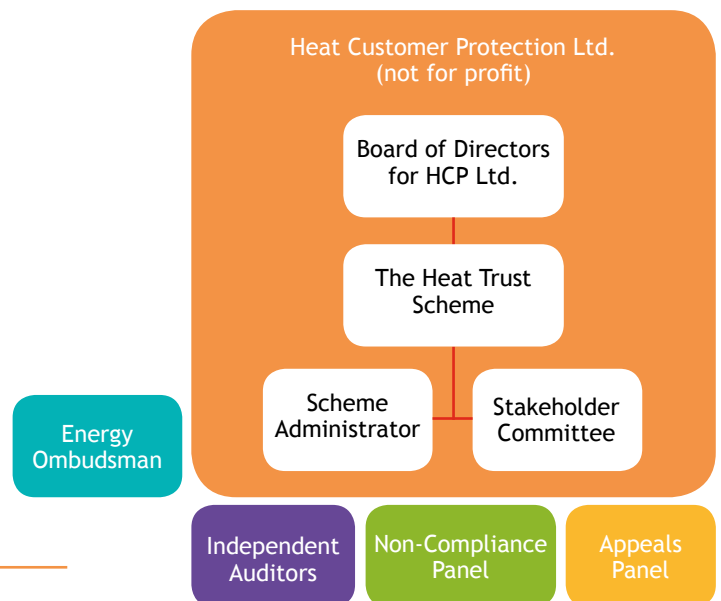 Heat Customer Protection Ltd.
(not for profit)
Board of Directors
for HCP Ltd.
The Heat Trust
Scheme
Scheme
Administrator
Stakeholder
Committee
Energy
Ombudsman
Independent
Auditors
Non-Compliance
Panel
Appeals
Panel